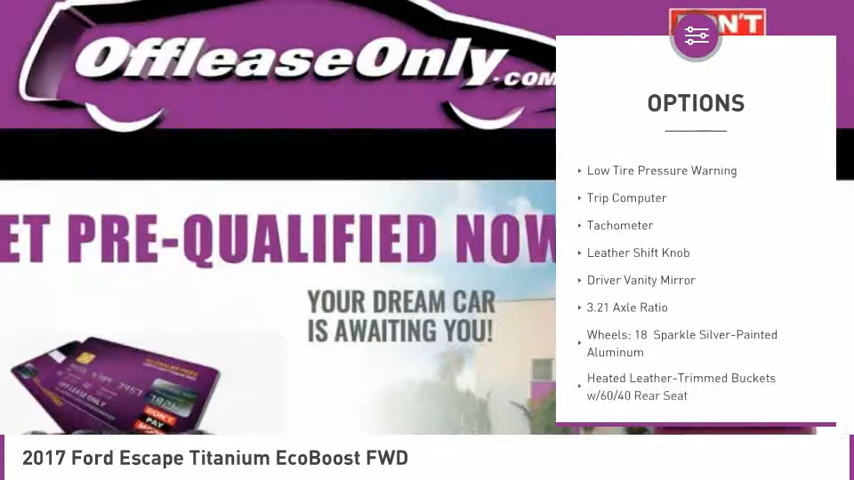 OffleaseOnly.COM
N'T
ET PRE-QUALIFIED NOW
YOUR DREAM CAR
IS AWAITING YOU!
OPTIONS
Low Tire Pressure Warning
Trip Computer
Tachometer
Leather Shift Knob
Driver Vanity Mirror
3.21 Axle Ratio
Wheels: 18 Sparkle Silver-Painted
Aluminum
Heated Leather-Trimmed Buckets
w/60/40 Rear Seat
DON'T
PAY
2017 Ford Escape Titanium EcoBoost FWD